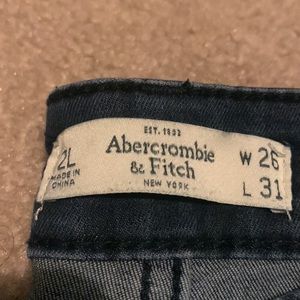 2L
MADE IN
CHINA
EST. 1892
Abercrombie
& Fitch
NEW YORK
W 26
L 31